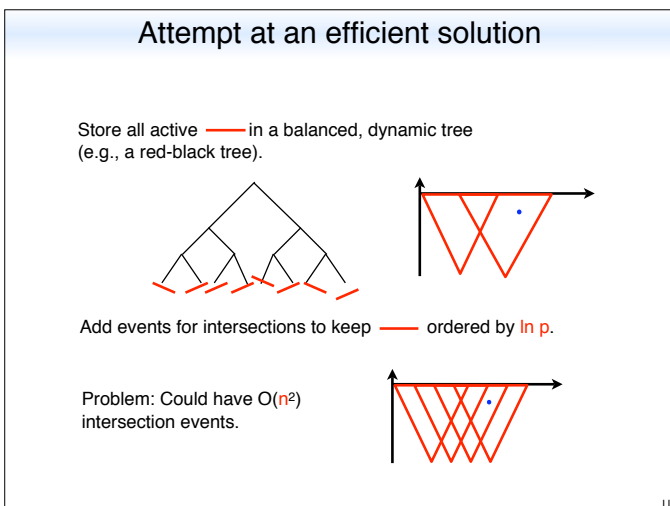 Attempt at an efficient solution
Store all active in a balanced, dynamic tree
(e.g., a red-black tree).
Add events for intersections to keep ordered by ln p.
Problem: Could have O(n²)
intersection events.